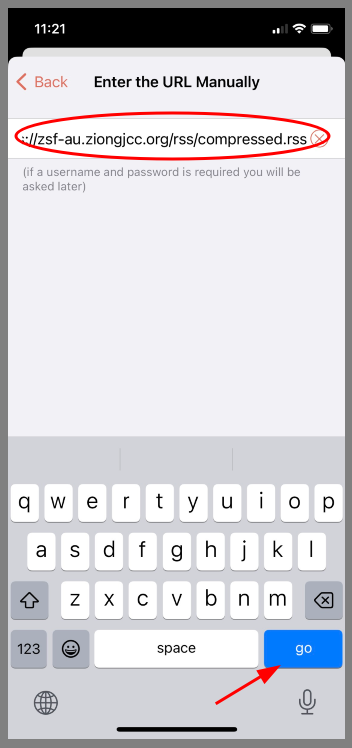 11:21
Back
Enter the URL Manually
://zsf-au.ziongjcc.org/rss/compressed.rss
(if a username and password is required you will be
asked later)
q w e r t y u i o p
a s d f g h j k l
z x c v b n m
123 space go